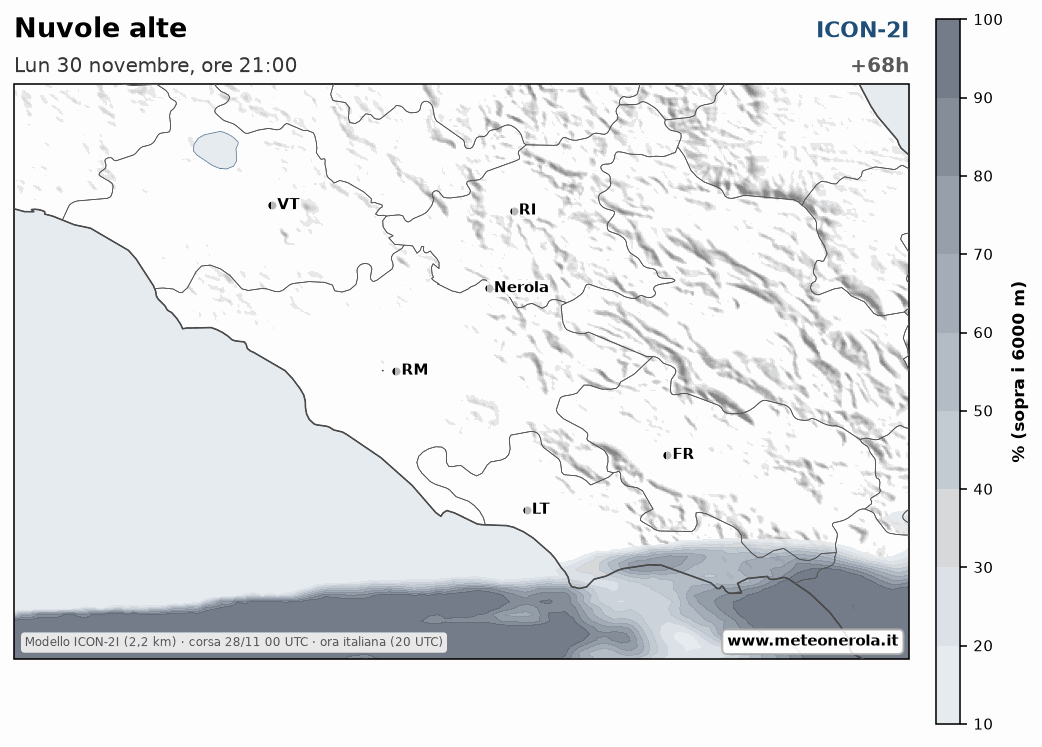 Nuvole alte
ICON-2I
Lun 30 novembre, ore 21:00
+68h
100
90
80
70
60
50
40
30
20
10
% (sopra i 6000 m)
VT
RI
Nerola
RM
FR
LT
Modello ICON-2I (2,2 km) · corsa 28/11 00 UTC · ora italiana (20 UTC)
www.meteonerola.it